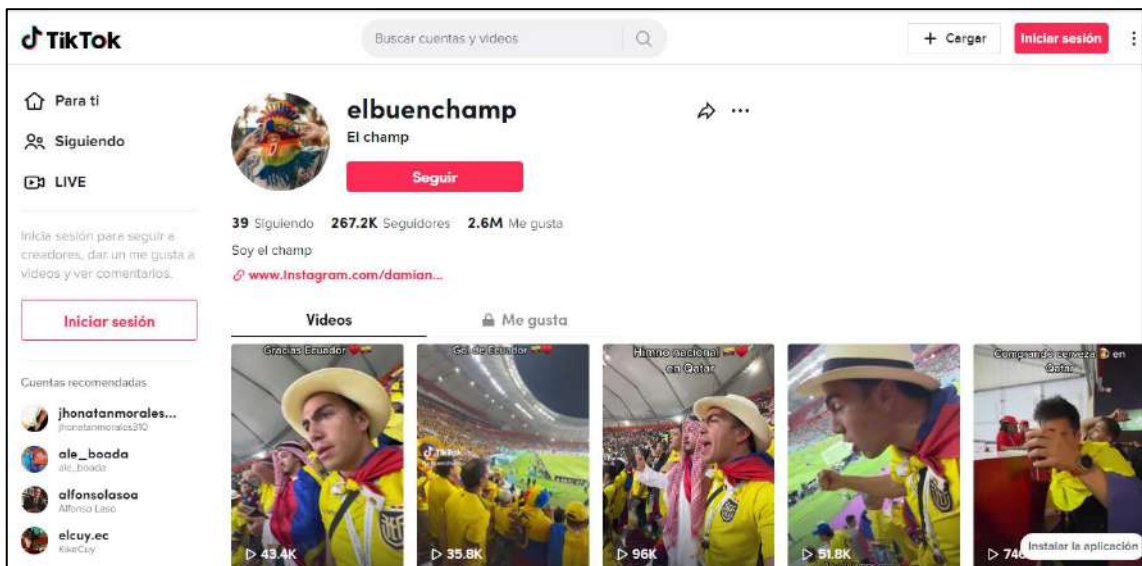 TikTok
Buscar cuentas y videos
+ Cargar
Iniciar sesión
Para ti
Siguiendo
LIVE
Inicia sesión para seguir a
creadores, dar un me gusta a
videos y ver comentarios.
Iniciar sesión
Cuentas recomendadas
jhonatanmorales...
jhonatanmorales310
ale_boada
ale_boada
alfonsolasoa
Alfonso Laso
elcuy.ec
KikeCuy
elbuenchamp
El champ
Seguir
39 Siguiendo 267.2K Seguidores 2.6M Me gusta
Soy el champ
www.Instagram.com/damian...
Videos
Me gusta
Gracias Ecuador
43.4K
Gol de Ecuador
TikTok
35.8K
Himno nacional
en Qatar
96K
51.8K
Comprando cerveza en
Qatar
Instalar la aplicación